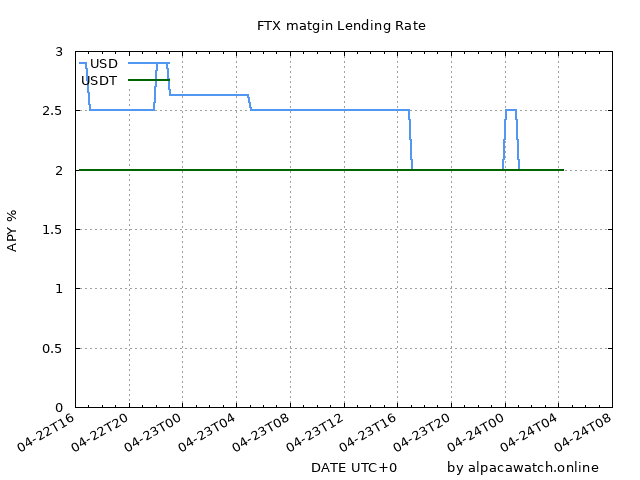 FTX matgin Lending Rate
3
USD
USDT
2.5
2
1.5
APY %
1
0.5
0
04-22T16 04-22T20 04-23T00 04-23T04 04-23T08 04-23T12 04-23T16 04-23T20 04-24T00 04-24T04 04-24T08
DATE UTC+0 by alpacawatch.online